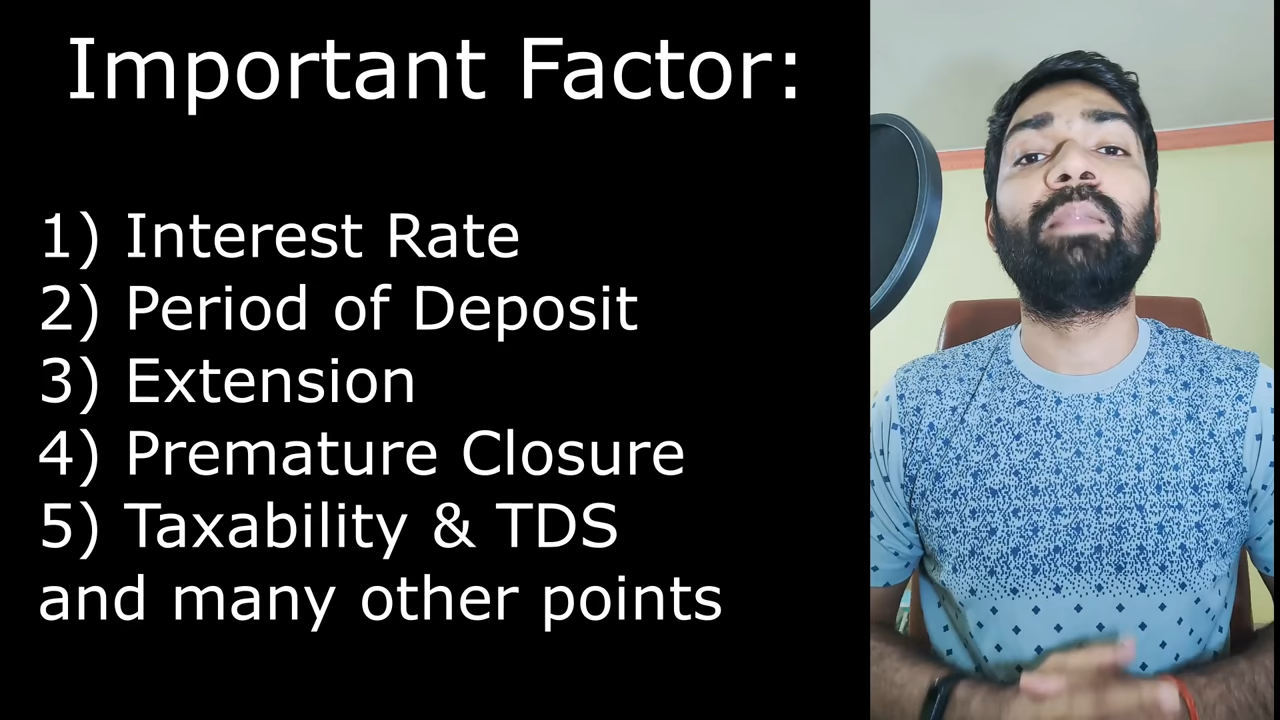 Important Factor:
1) Interest Rate
2) Period of Deposit
3) Extension
4) Premature Closure
5) Taxability & TDS
and many other points